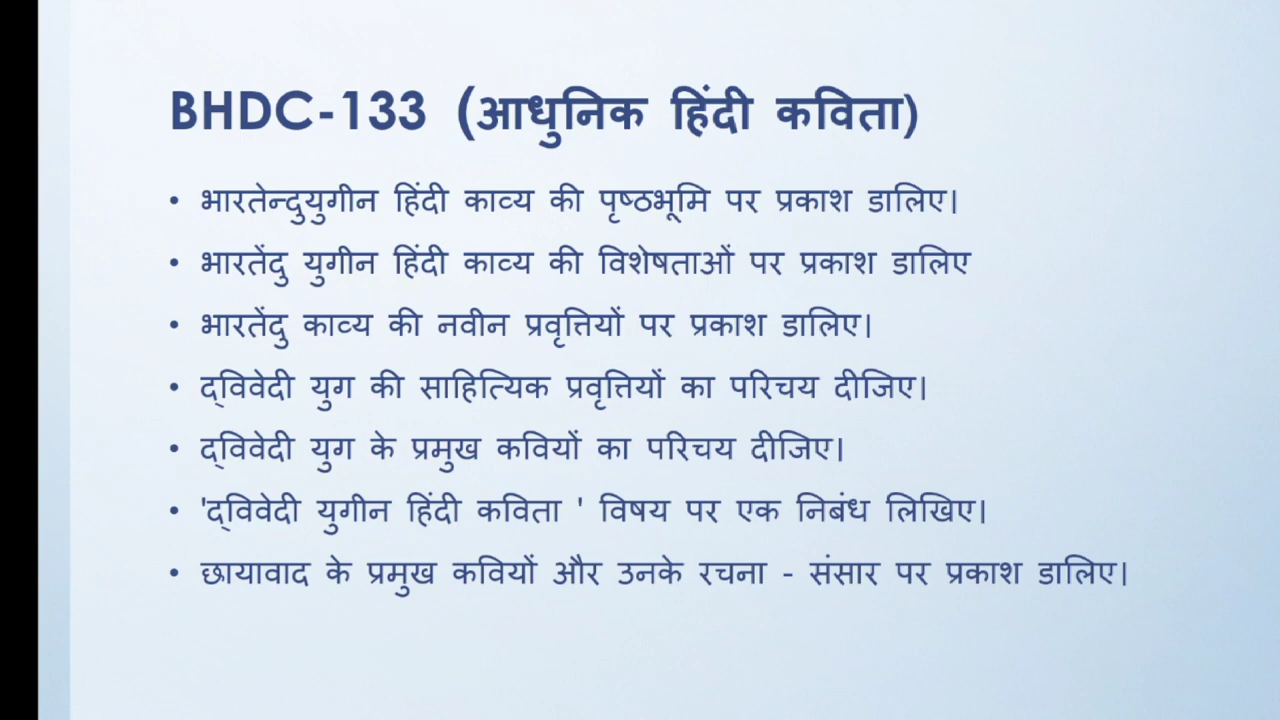 BHDC-133 (आधुनिक हिंदी कविता)
• भारतेन्दुयुगीन हिंदी काव्य की पृष्ठभूमि पर प्रकाश डालिए।
• भारतेंदु युगीन हिंदी काव्य की विशेषताओं पर प्रकाश डालिए
• भारतेंदु काव्य की नवीन प्रवृत्तियों पर प्रकाश डालिए।
• द्विवेदी युग की साहित्यिक प्रवृत्तियों का परिचय दीजिए।
• द्विवेदी युग के प्रमुख कवियों का परिचय दीजिए।
• 'द्विवेदी युगीन हिंदी कविता ' विषय पर एक निबंध लिखिए।
• छायावाद के प्रमुख कवियों और उनके रचना - संसार पर प्रकाश डालिए।